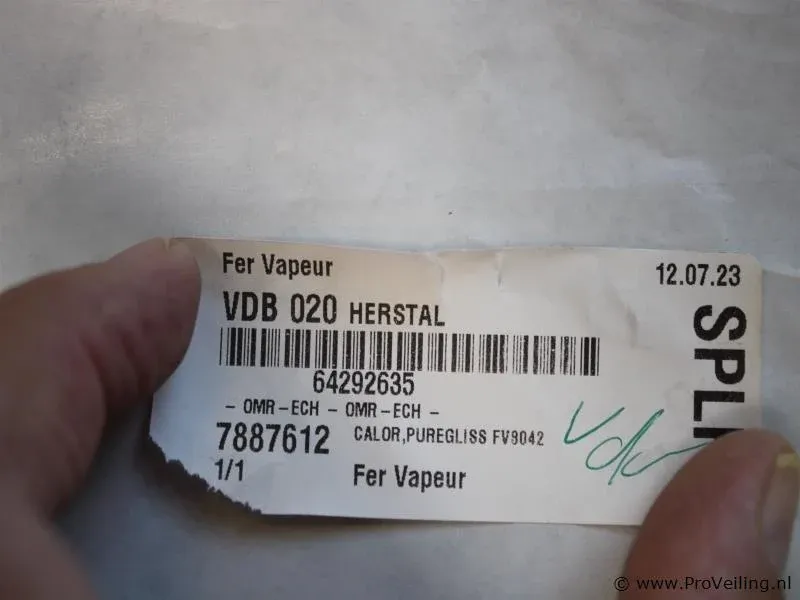 Fer Vapeur 12.07.23
VDB 020 HERSTAL
64292635
- OMR-ECH - OMR-ECH -
7887612 CALOR,PUREGLISS FV9042
1/1 Fer Vapeur
© www.ProVeiling.nl